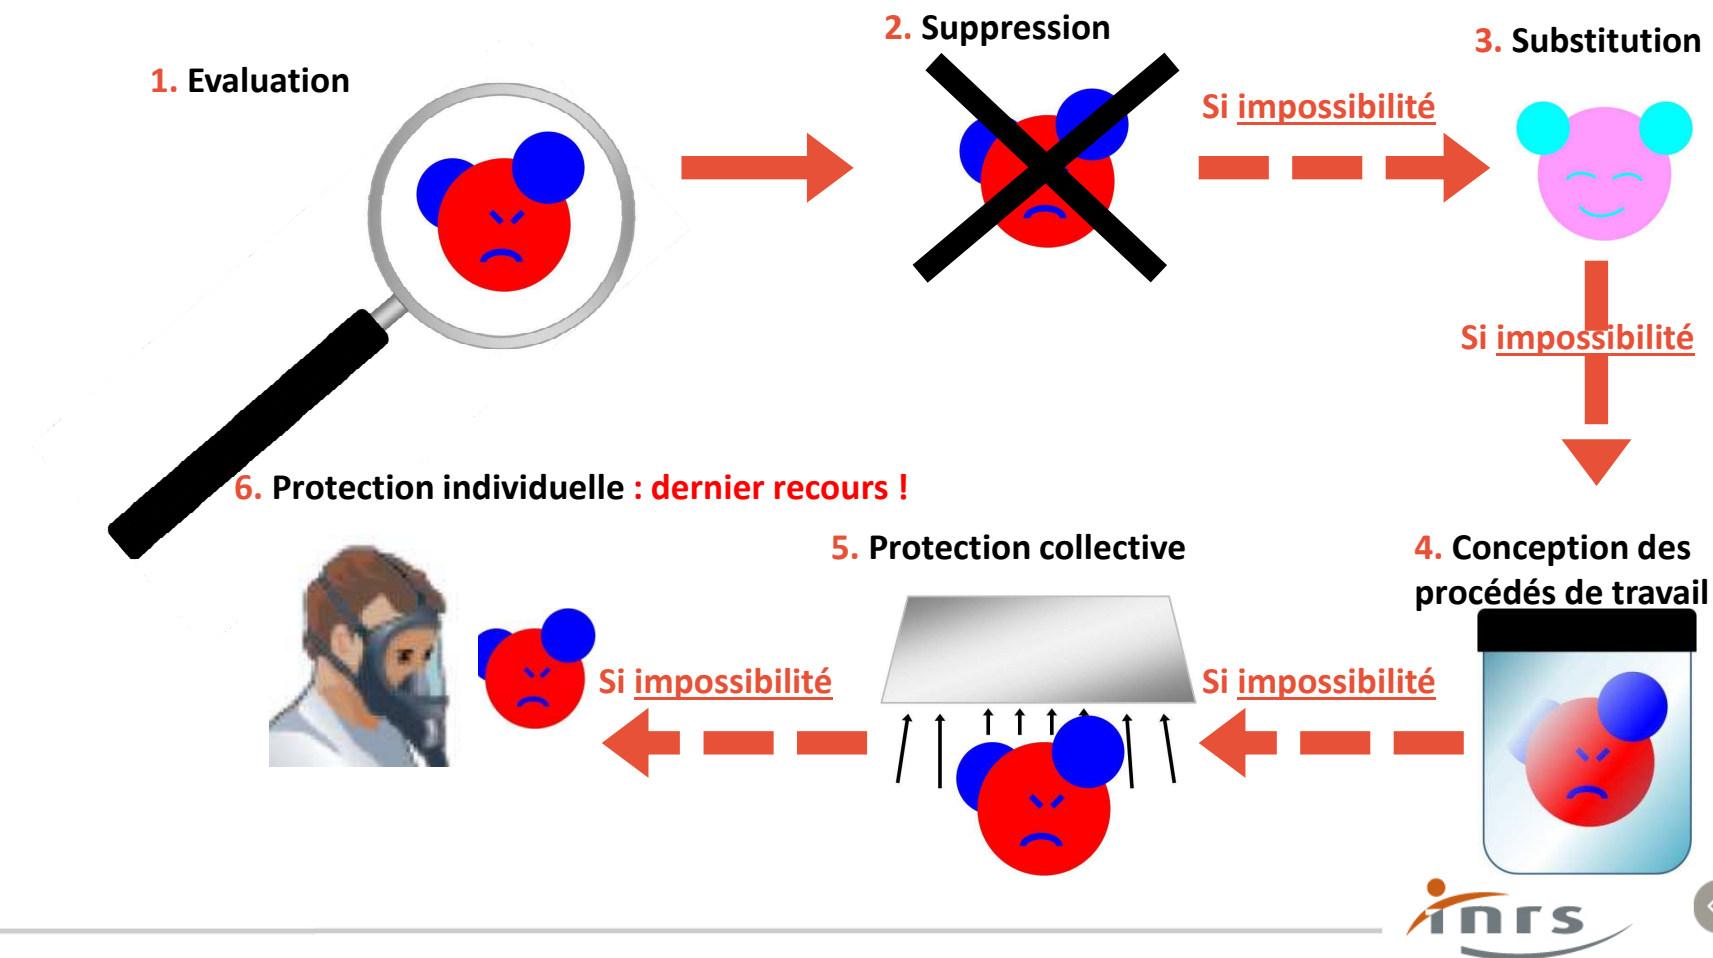 1. Evaluation
2. Suppression
Si impossibilité
3. Substitution
Si impossibilité
4. Conception des
procédés de travail
Si impossibilité
5. Protection collective
Si impossibilité
6. Protection individuelle : dernier recours !
inrs